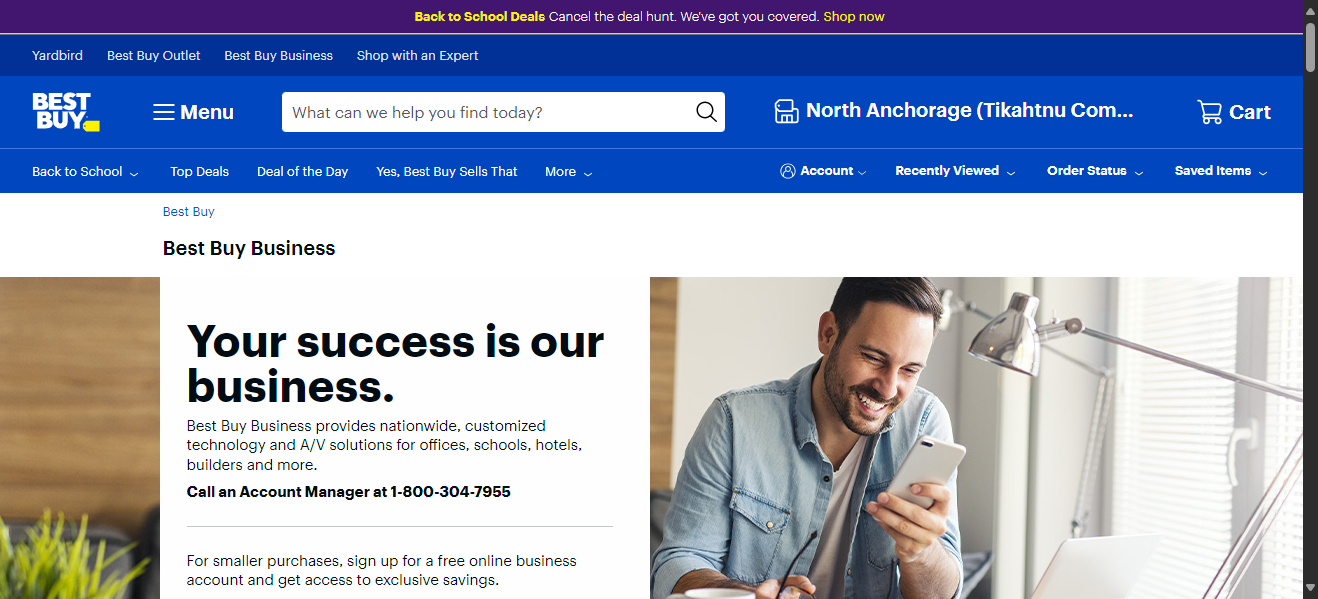 Back to School Deals Cancel the deal hunt. We've got you covered. Shop now
Yardbird Best Buy Outlet Best Buy Business Shop with an Expert
BEST
BUY
Menu
What can we help you find today?
North Anchorage (Tikahtnu Com...
Cart
Back to School Top Deals Deal of the Day Yes, Best Buy Sells That More
Account Recently Viewed Order Status Saved Items
Best Buy
Best Buy Business
Your success is our
business.
Best Buy Business provides nationwide, customized
technology and A/V solutions for offices, schools, hotels,
builders and more.
Call an Account Manager at 1-800-304-7955
For smaller purchases, sign up for a free online business
account and get access to exclusive savings.